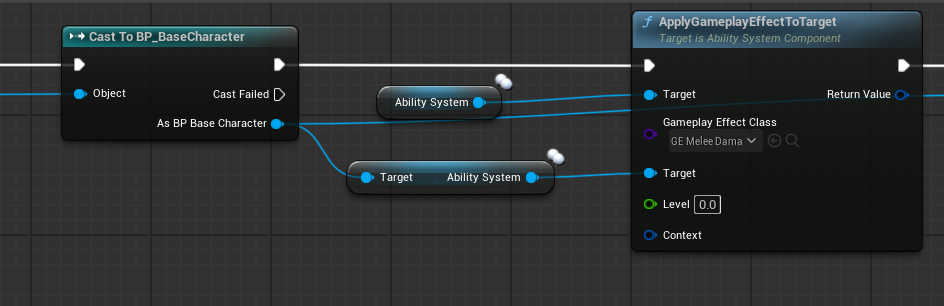 Cast To BP_BaseCharacter
Object
Cast Failed
As BP Base Character
Ability System
Target
Ability System
ApplyGameplayEffectToTarget
Target is Ability System Component
Target
Return Value
Gameplay Effect Class
GE Melee Dama
Target
Level 0.0
Context